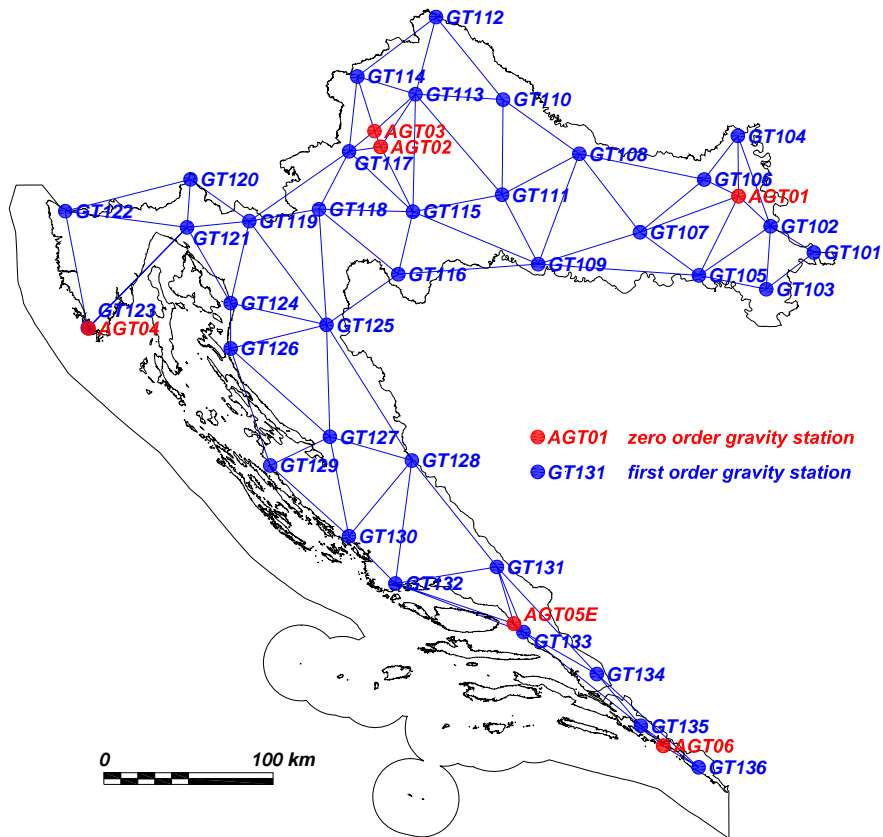 GT112
GT114
GT113
GT110
AGT03
GT104
AGT02
GT108
GT117
GT106
GT120
GT111
AGT01
GT122
GT118
GT115
GT119
GT102
GT121
GT107
GT101
GT109
GT116
GT105
GT103
GT124
GT123
GT125
AGT04
GT126
GT127
AGT01 zero order gravity station
GT128
GT129
GT131 first order gravity station
GT130
GT131
GT132
AGT05E
GT133
GT134
GT135
AGT06
0 100 km
GT136